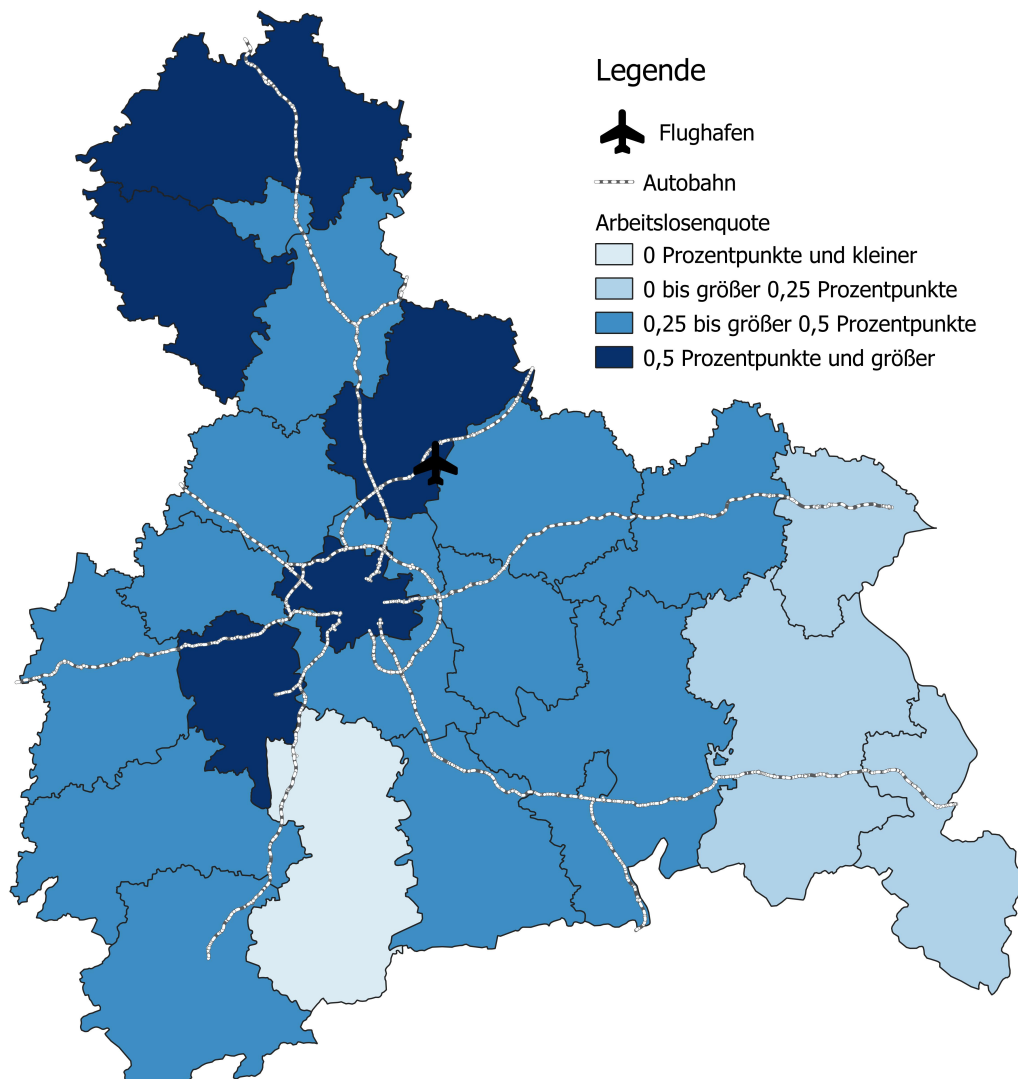 Legende
Flughafen
Autobahn
Arbeitslosenquote
0 Prozentpunkte und kleiner
0 bis größer 0,25 Prozentpunkte
0,25 bis größer 0,5 Prozentpunkte
0,5 Prozentpunkte und größer